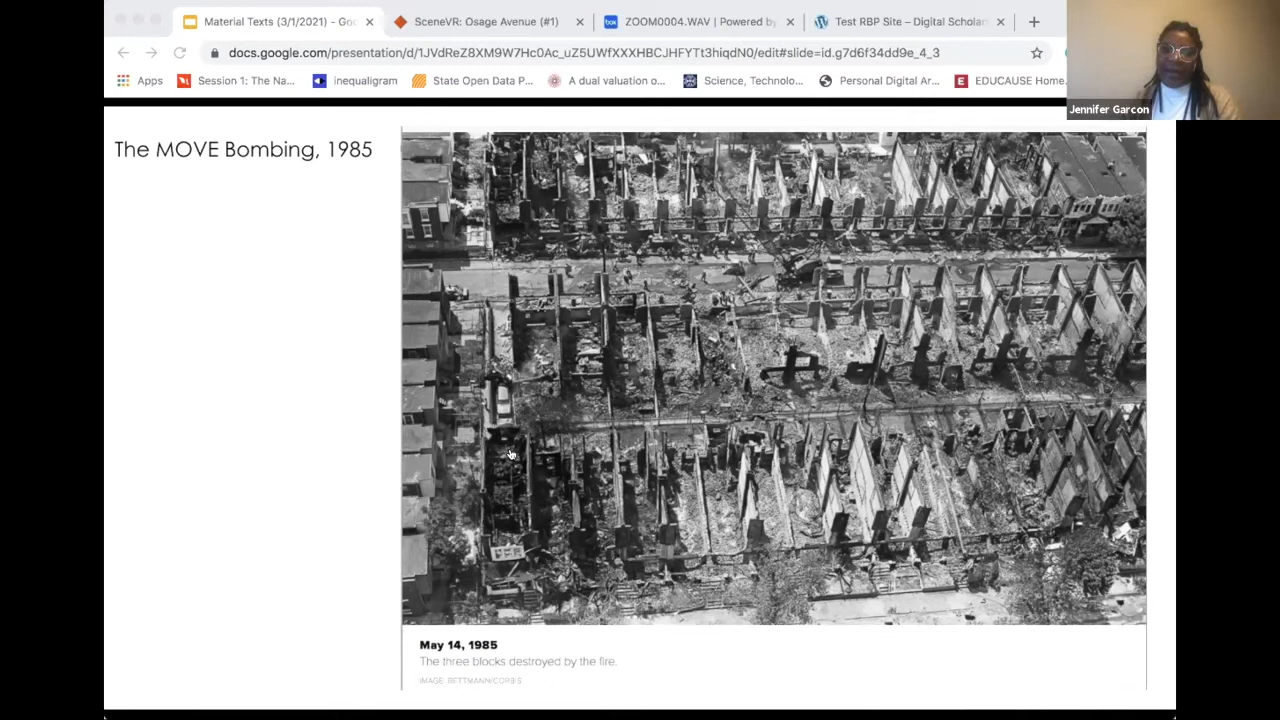 Material Texts (3/1/2021) - Goo
SceneVR: Osage Avenue (#1)
ZOOM0004.WAV | Powered by
Test RBP Site – Digital Scholars
docs.google.com/presentation/d/1JVdReZ8XM9W7Hc0Ac_uZ5UWfXXXHBCJHFYTt3hiqdN0/edit#slide=id.g7d6f34dd9e_4_3
Apps
Session 1: The Na...
inequaligram
State Open Data P...
A dual valuation o...
Science, Technolo...
Personal Digital Ar...
EDUCAUSE Home.
Jennifer Garcon
The MOVE Bombing, 1985
May 14, 1985
The three blocks destroyed by the fire.
IMAGE: BETTMANN/CORBIS